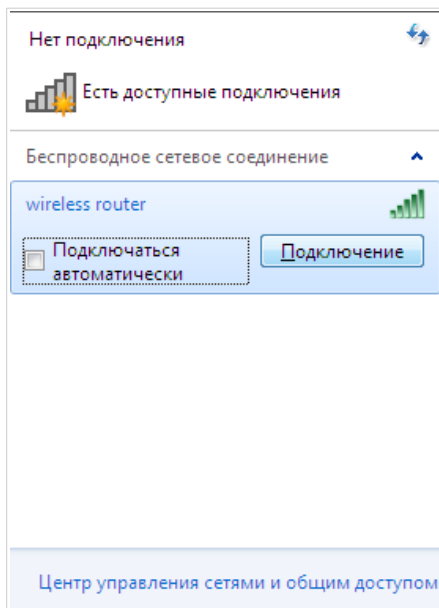 Нет подключения
Есть доступные подключения
Беспроводное сетевое соединение
wireless router
Подключаться
автоматически
Подключение
Центр управления сетями и общим доступом